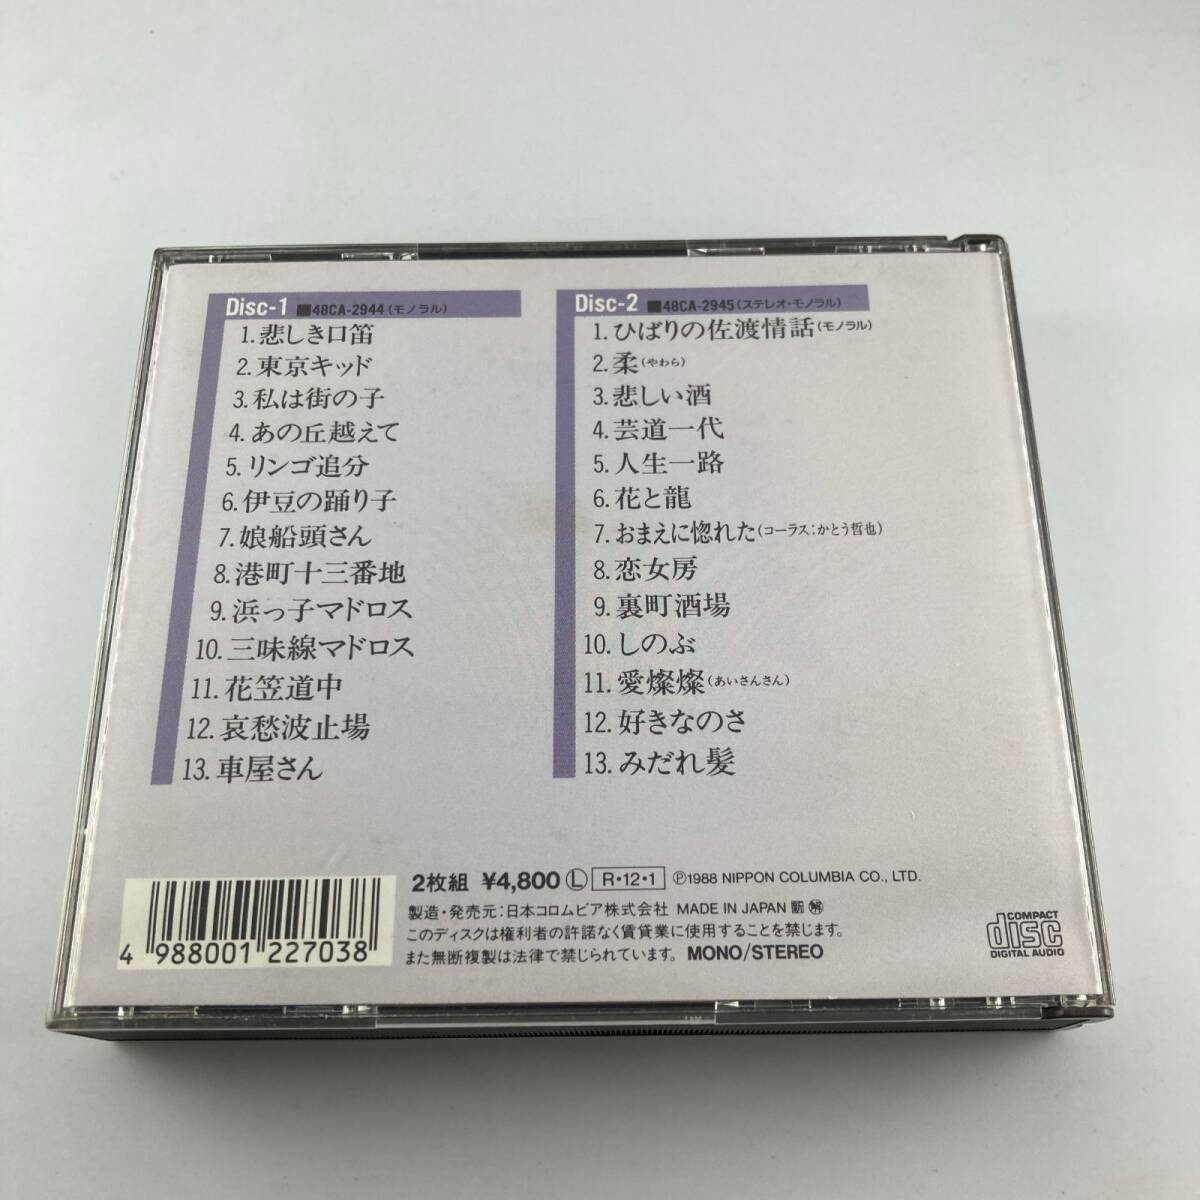 Disc-1 ■48CA-2944(モノラル)
1.悲しき口笛
2.東京キッド
3.私は街の子
4.あの丘越えて
5.リンゴ追分
6.伊豆の踊り子
7.娘船頭さん
8.港町十三番地
9.浜っ子マドロス
10.三味線マドロス
11.花笠道中
12.哀愁波止場
13.車屋さん
Disc-2 ■48CA-2945(ステレオ・モノラル)
1.ひばりの佐渡情話(モノラル)
2.柔(やわら)
3.悲しい酒
4.芸道一代
5.人生一路
6.花と龍
7.おまえに惚れた(コーラス:かとう哲也)
8.恋女房
9.裏町酒場
10.しのぶ
11.愛燦燦(あいさんさん)
12.好きなのさ
13.みだれ髪
2枚組 ¥4,800 Ⓛ R・12・1 Ⓟ1988 NIPPON COLUMBIA CO., LTD.
製造・発売元:日本コロムビア株式会社 MADE IN JAPAN
このディスクは権利者の許諾なく賃貸業に使用することを禁じます。
また無断複製は法律で禁じられています。 MONO/STEREO
4 988001 227038
COMPACT
disc
DIGITAL AUDIO